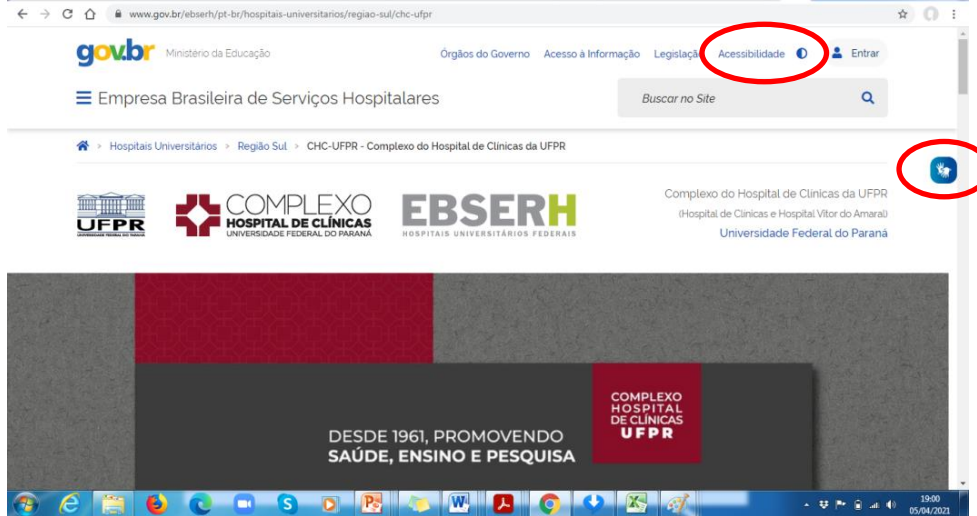 www.gov.br/ebserh/pt-br/hospitais-universitarios/regiao-sul/chc-ufpr
gov.br Ministério da Educação Órgãos do Governo Acesso à Informação Legislação Acessibilidade Entrar
Empresa Brasileira de Serviços Hospitalares Buscar no Site
> Hospitais Universitários > Região Sul > CHC-UFPR - Complexo do Hospital de Clínicas da UFPR
UFPR
UNIVERSIDADE FEDERAL DO PARANÁ
COMPLEXO
HOSPITAL DE CLÍNICAS
UNIVERSIDADE FEDERAL DO PARANÁ
EBSERH
HOSPITAIS UNIVERSITÁRIOS FEDERAIS
Complexo do Hospital de Clínicas da UFPR
(Hospital de Clínicas e Hospital Vitor do Amaral)
Universidade Federal do Paraná
DESDE 1961, PROMOVENDO
SAÚDE, ENSINO E PESQUISA
COMPLEXO
HOSPITAL
DE CLÍNICAS
UFPR
19:00
05/04/2021